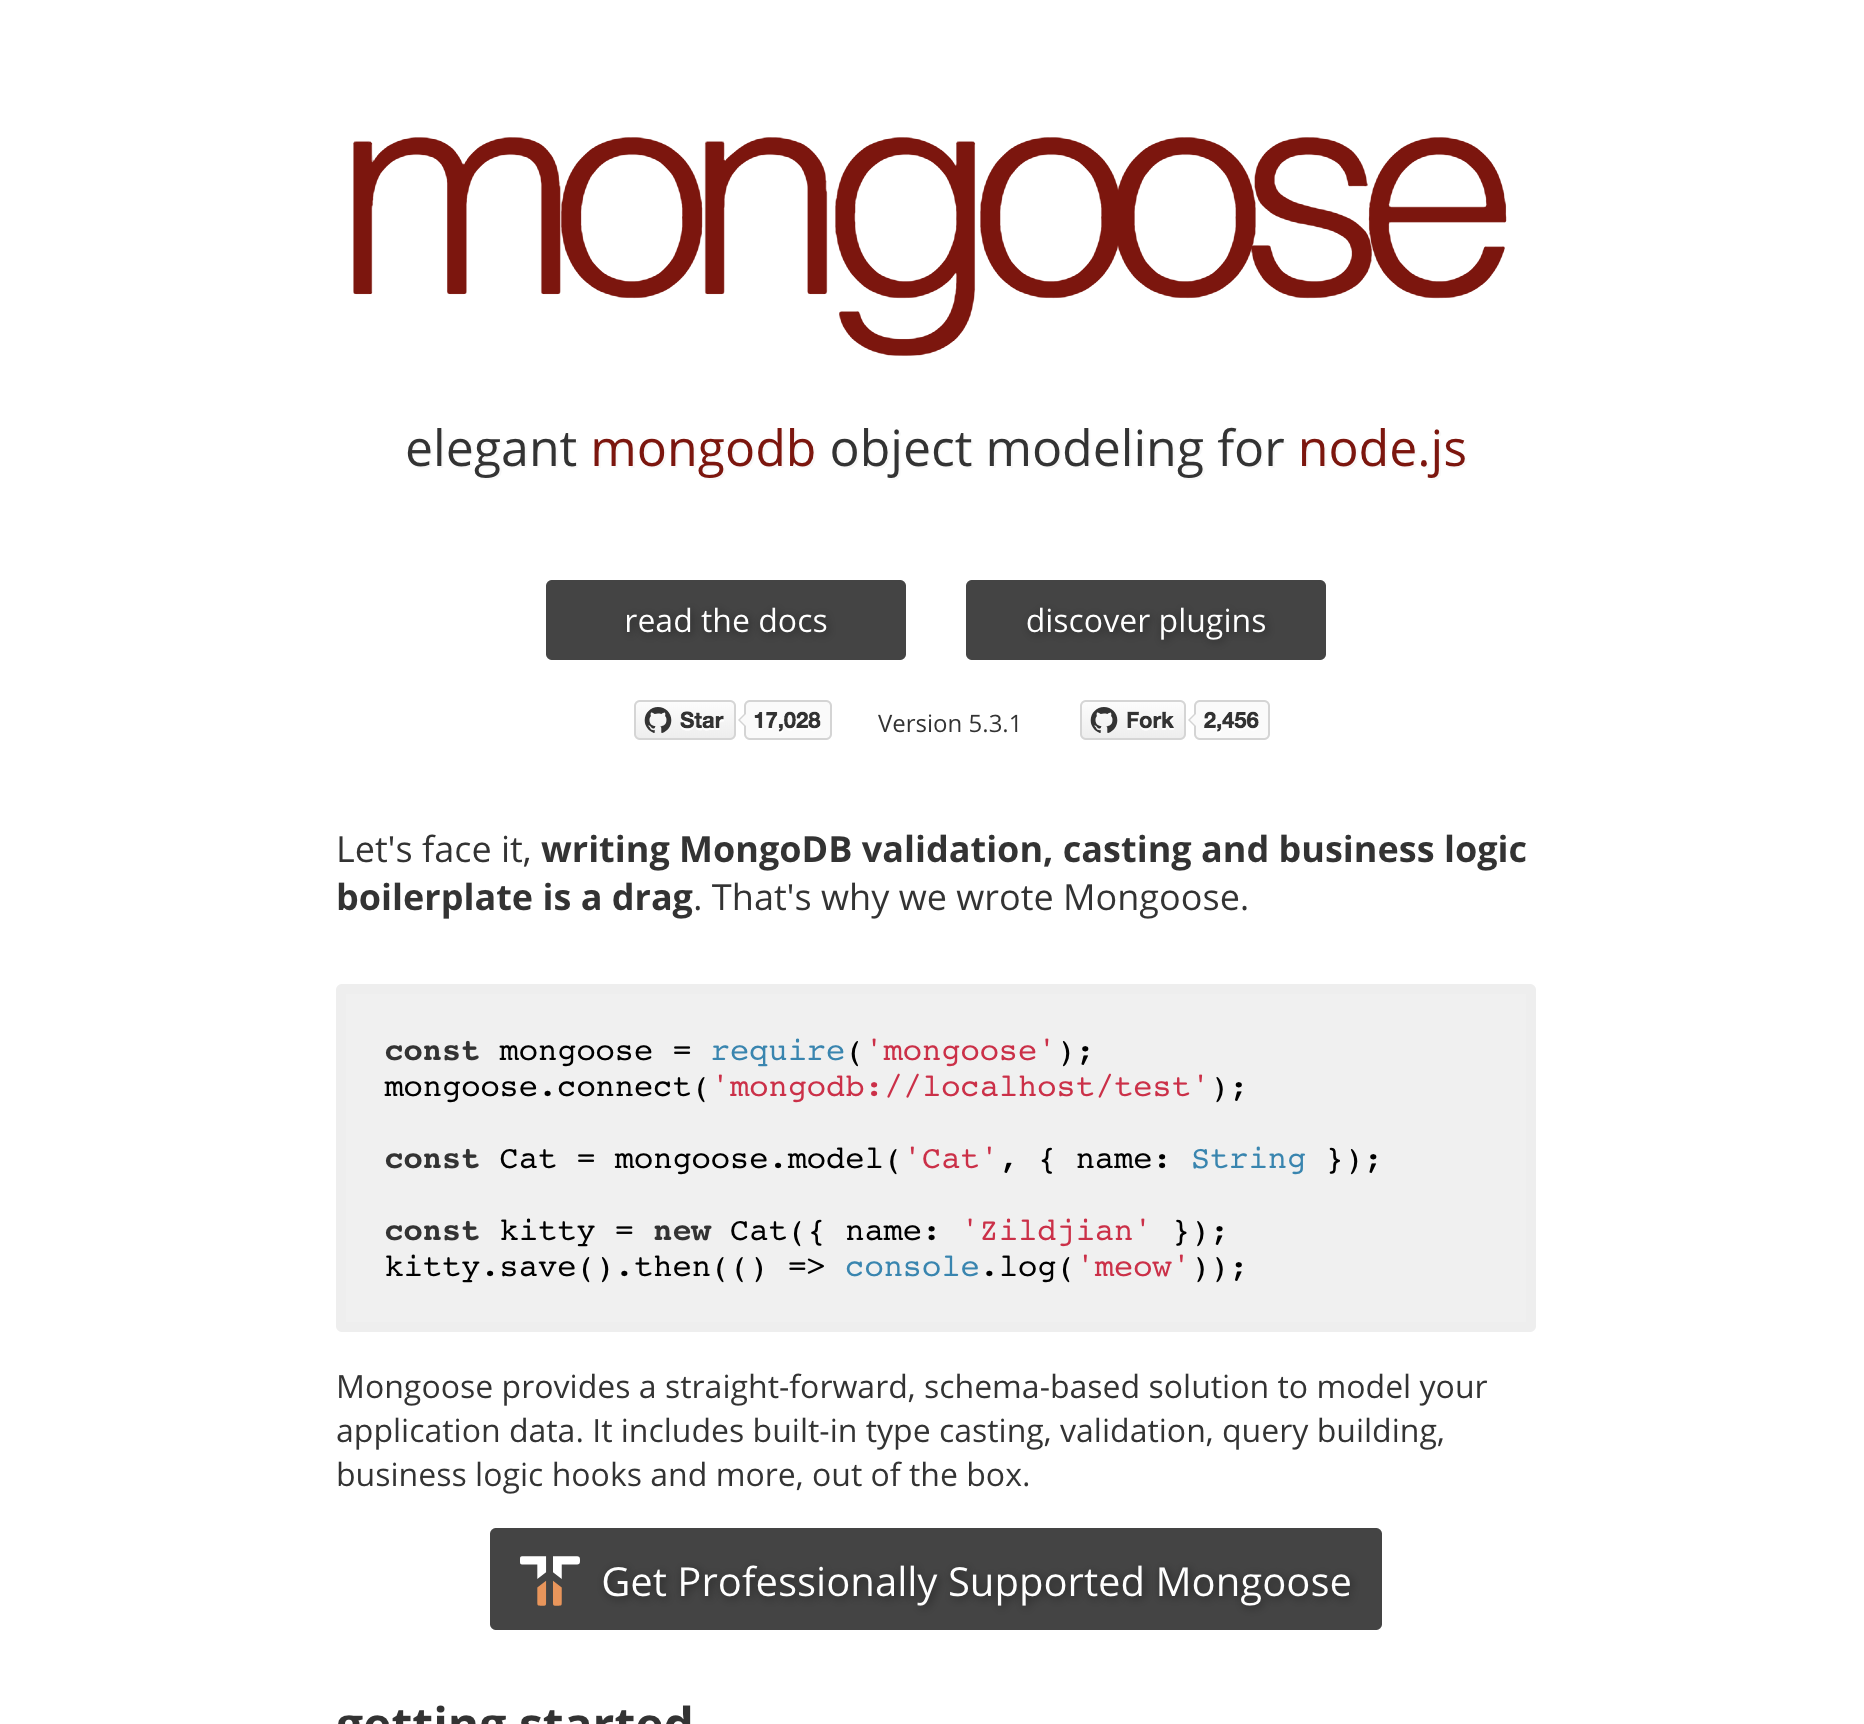 mongoose
elegant mongodb object modeling for node.js
read the docs discover plugins
Star 17,028 Version 5.3.1 Fork 2,456
Let's face it, writing MongoDB validation, casting and business logic
boilerplate is a drag. That's why we wrote Mongoose.
const mongoose = require('mongoose');
mongoose.connect('mongodb://localhost/test');
const Cat = mongoose.model('Cat', { name: String });
const kitty = new Cat({ name: 'Zildjian' });
kitty.save().then(() => console.log('meow'));
Mongoose provides a straight-forward, schema-based solution to model your
application data. It includes built-in type casting, validation, query building,
business logic hooks and more, out of the box.
Get Professionally Supported Mongoose
getting started